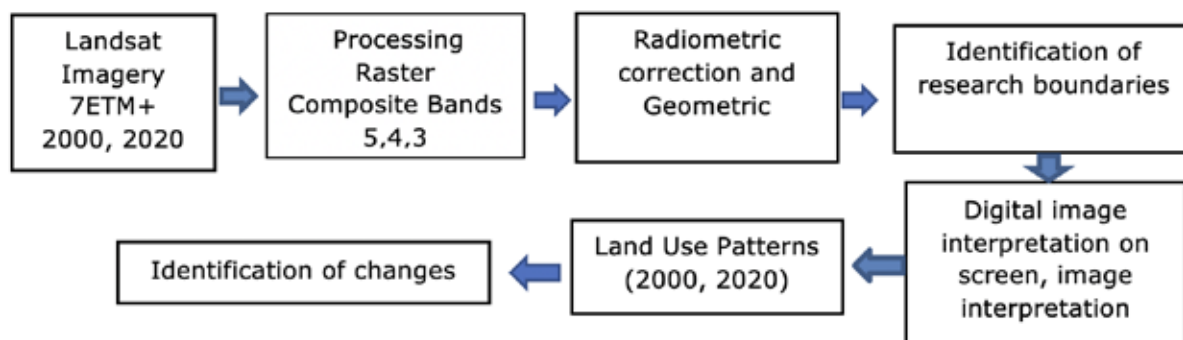 Landsat
Imagery
7ETM+
2000, 2020
Processing
Raster
Composite Bands
5,4,3
Radiometric
correction and
Geometric
Identification of
research boundaries
Digital image
interpretation on
screen, image
interpretation
Land Use Patterns
(2000, 2020)
Identification of changes